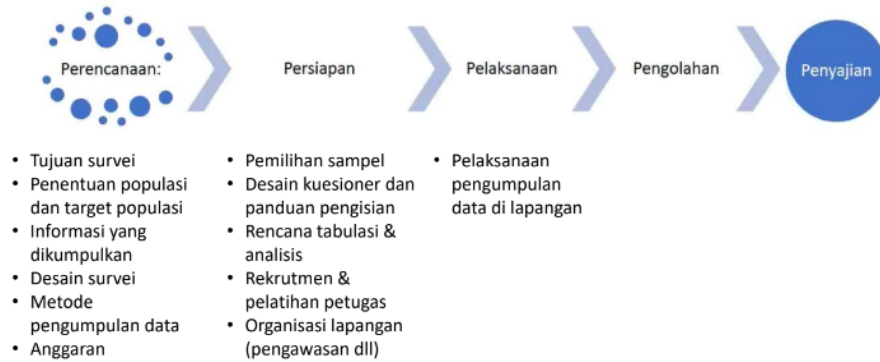 Perencanaan:
Persiapan
Pelaksanaan
Pengolahan
Penyajian
• Tujuan survei
• Penentuan populasi
dan target populasi
• Informasi yang
dikumpulkan
• Desain survei
• Metode
pengumpulan data
• Anggaran
• Pemilihan sampel
• Desain kuesioner dan
panduan pengisian
• Rencana tabulasi &
analisis
• Rekrutmen &
pelatihan petugas
• Organisasi lapangan
(pengawasan dll)
• Pelaksanaan
pengumpulan
data di lapangan